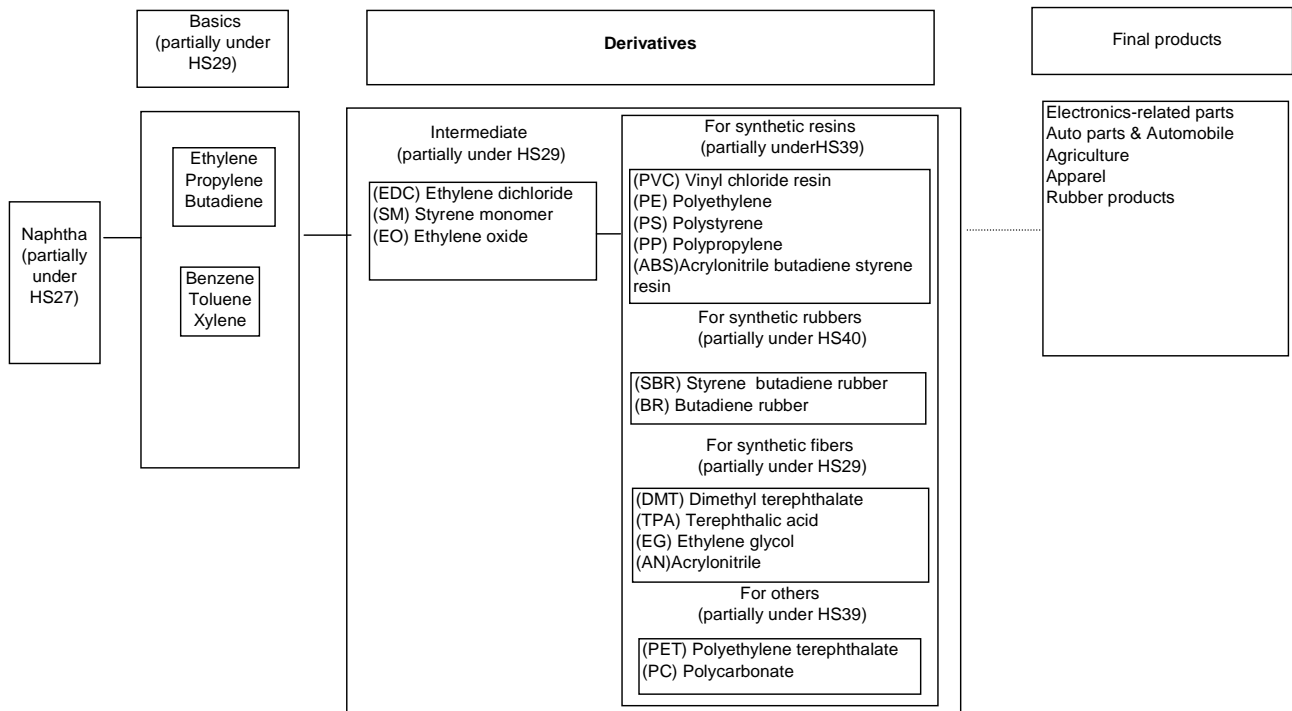 Basics
(partially under
HS29)
Derivatives
Final products
Naphtha
(partially
under
HS27)
Ethylene
Propylene
Butadiene
Benzene
Toluene
Xylene
Intermediate
(partially under HS29)
(EDC) Ethylene dichloride
(SM) Styrene monomer
(EO) Ethylene oxide
For synthetic resins
(partially underHS39)
(PVC) Vinyl chloride resin
(PE) Polyethylene
(PS) Polystyrene
(PP) Polypropylene
(ABS)Acrylonitrile butadiene styrene
resin
For synthetic rubbers
(partially under HS40)
(SBR) Styrene  butadiene rubber
(BR) Butadiene rubber
For synthetic fibers
(partially under HS29)
(DMT) Dimethyl terephthalate
(TPA) Terephthalic acid
(EG) Ethylene glycol
(AN)Acrylonitrile
For others
(partially under HS39)
(PET) Polyethylene terephthalate
(PC) Polycarbonate
Electronics-related parts
Auto parts & Automobile
Agriculture
Apparel
Rubber products